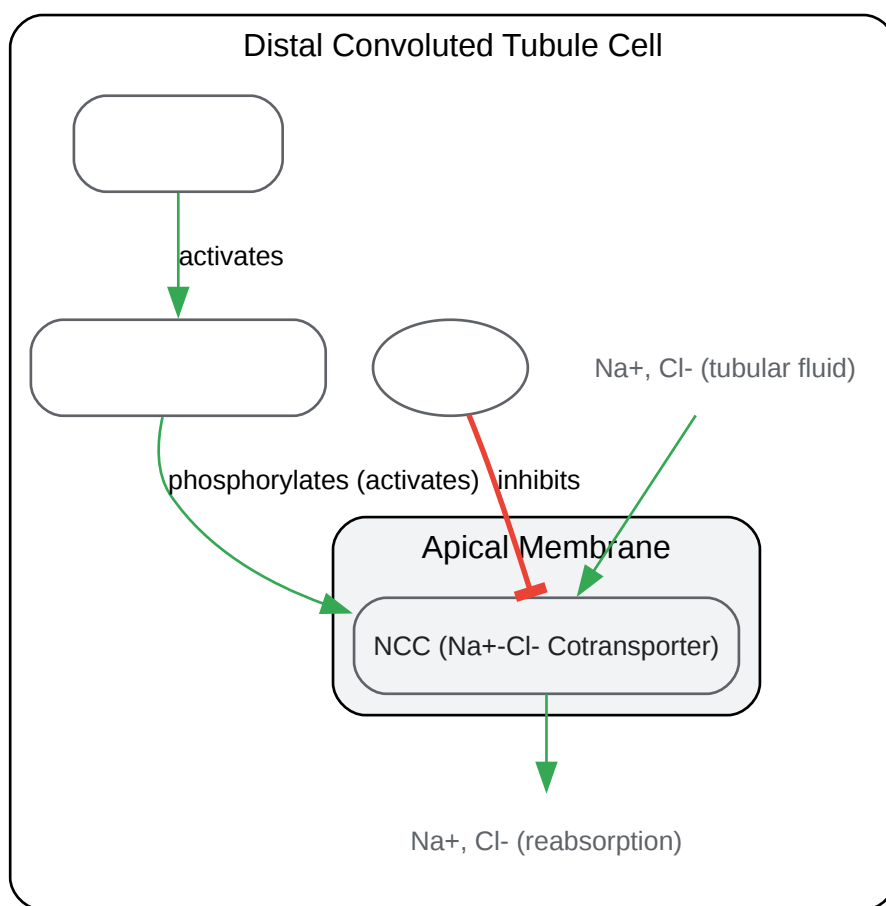 Distal Convoluted Tubule Cell
activates
Na+, Cl- (tubular fluid)
phosphorylates (activates)
inhibits
Apical Membrane
NCC (Na+-Cl- Cotransporter)
Na+, Cl- (reabsorption)